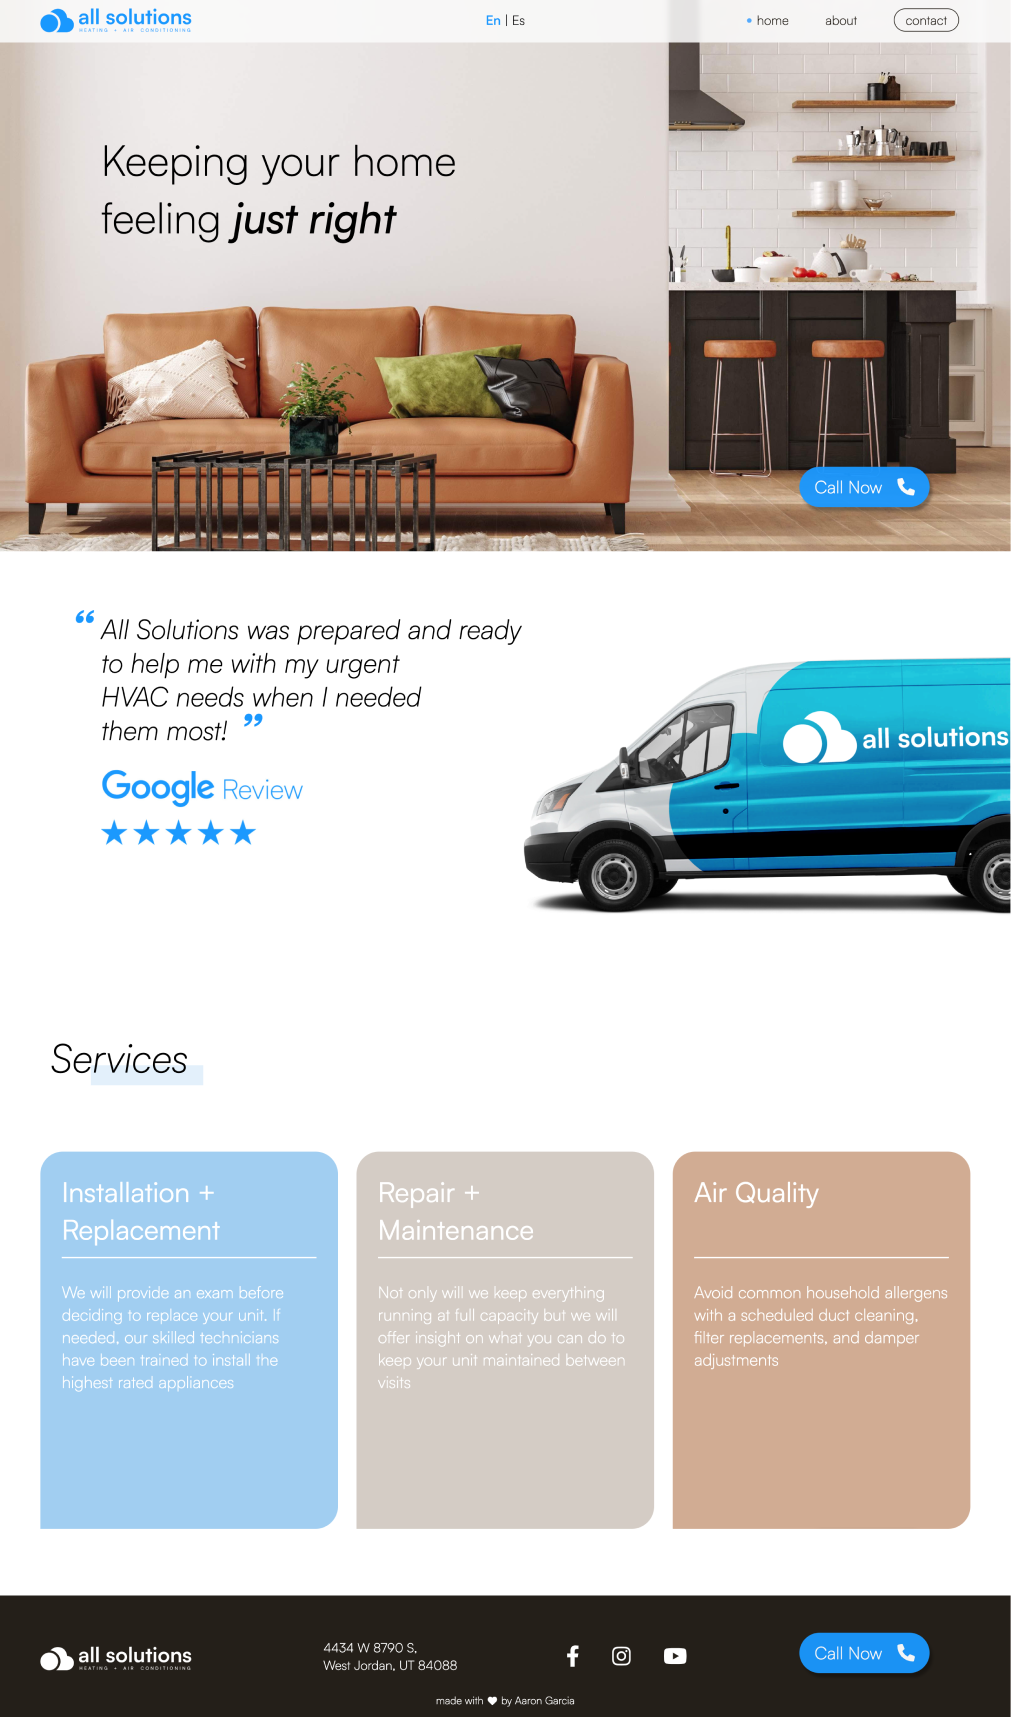 all solutions
HEATING + AIR CONDITIONING
En | Es
home
about
contact
Keeping your home
feeling just right
Call Now
“ All Solutions was prepared and ready
to help me with my urgent
HVAC needs when I needed
them most! ”
Google Review
all solutions
Services
Installation +
Replacement
We will provide an exam before
deciding to replace your unit. If
needed, our skilled technicians
have been trained to install the
highest rated appliances
Repair +
Maintenance
Not only will we keep everything
running at full capacity but we will
offer insight on what you can do to
keep your unit maintained between
visits
Air Quality
Avoid common household allergens
with a scheduled duct cleaning,
filter replacements, and damper
adjustments
all solutions
HEATING + AIR CONDITIONING
4434 W 8790 S,
West Jordan, UT 84088
Call Now
made with ♥ by Aaron Garcia